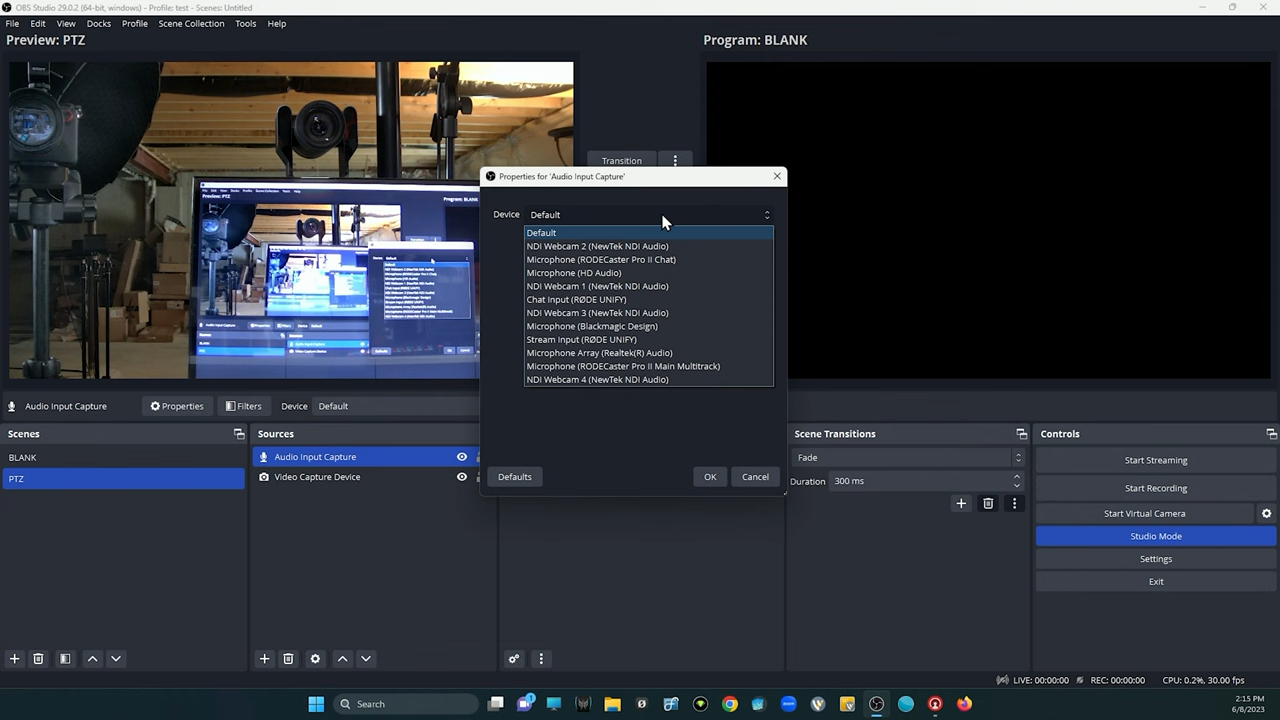 OBS Studio 29.0.2 (64-bit, windows) - Profile: test - Scenes: Untitled
File Edit View Docks Profile Scene Collection Tools Help
Preview: PTZ
Program: BLANK
Transition
Properties for 'Audio Input Capture'
Device Default
Default
NDI Webcam 2 (NewTek NDI Audio)
Microphone (RODECaster Pro II Chat)
Microphone (HD Audio)
NDI Webcam 1 (NewTek NDI Audio)
Chat Input (RØDE UNIFY)
NDI Webcam 3 (NewTek NDI Audio)
Microphone (Blackmagic Design)
Stream Input (RØDE UNIFY)
Microphone Array (Realtek(R) Audio)
Microphone (RODECaster Pro II Main Multitrack)
NDI Webcam 4 (NewTek NDI Audio)
Defaults OK Cancel
Audio Input Capture Properties Filters Device Default
Scenes
BLANK
PTZ
Sources
Audio Input Capture
Video Capture Device
Scene Transitions
Fade
Duration 300 ms
Controls
Start Streaming
Start Recording
Start Virtual Camera
Studio Mode
Settings
Exit
LIVE: 00:00:00 REC: 00:00:00 CPU: 0.2%, 30.00 fps
Search
2:15 PM
6/8/2023